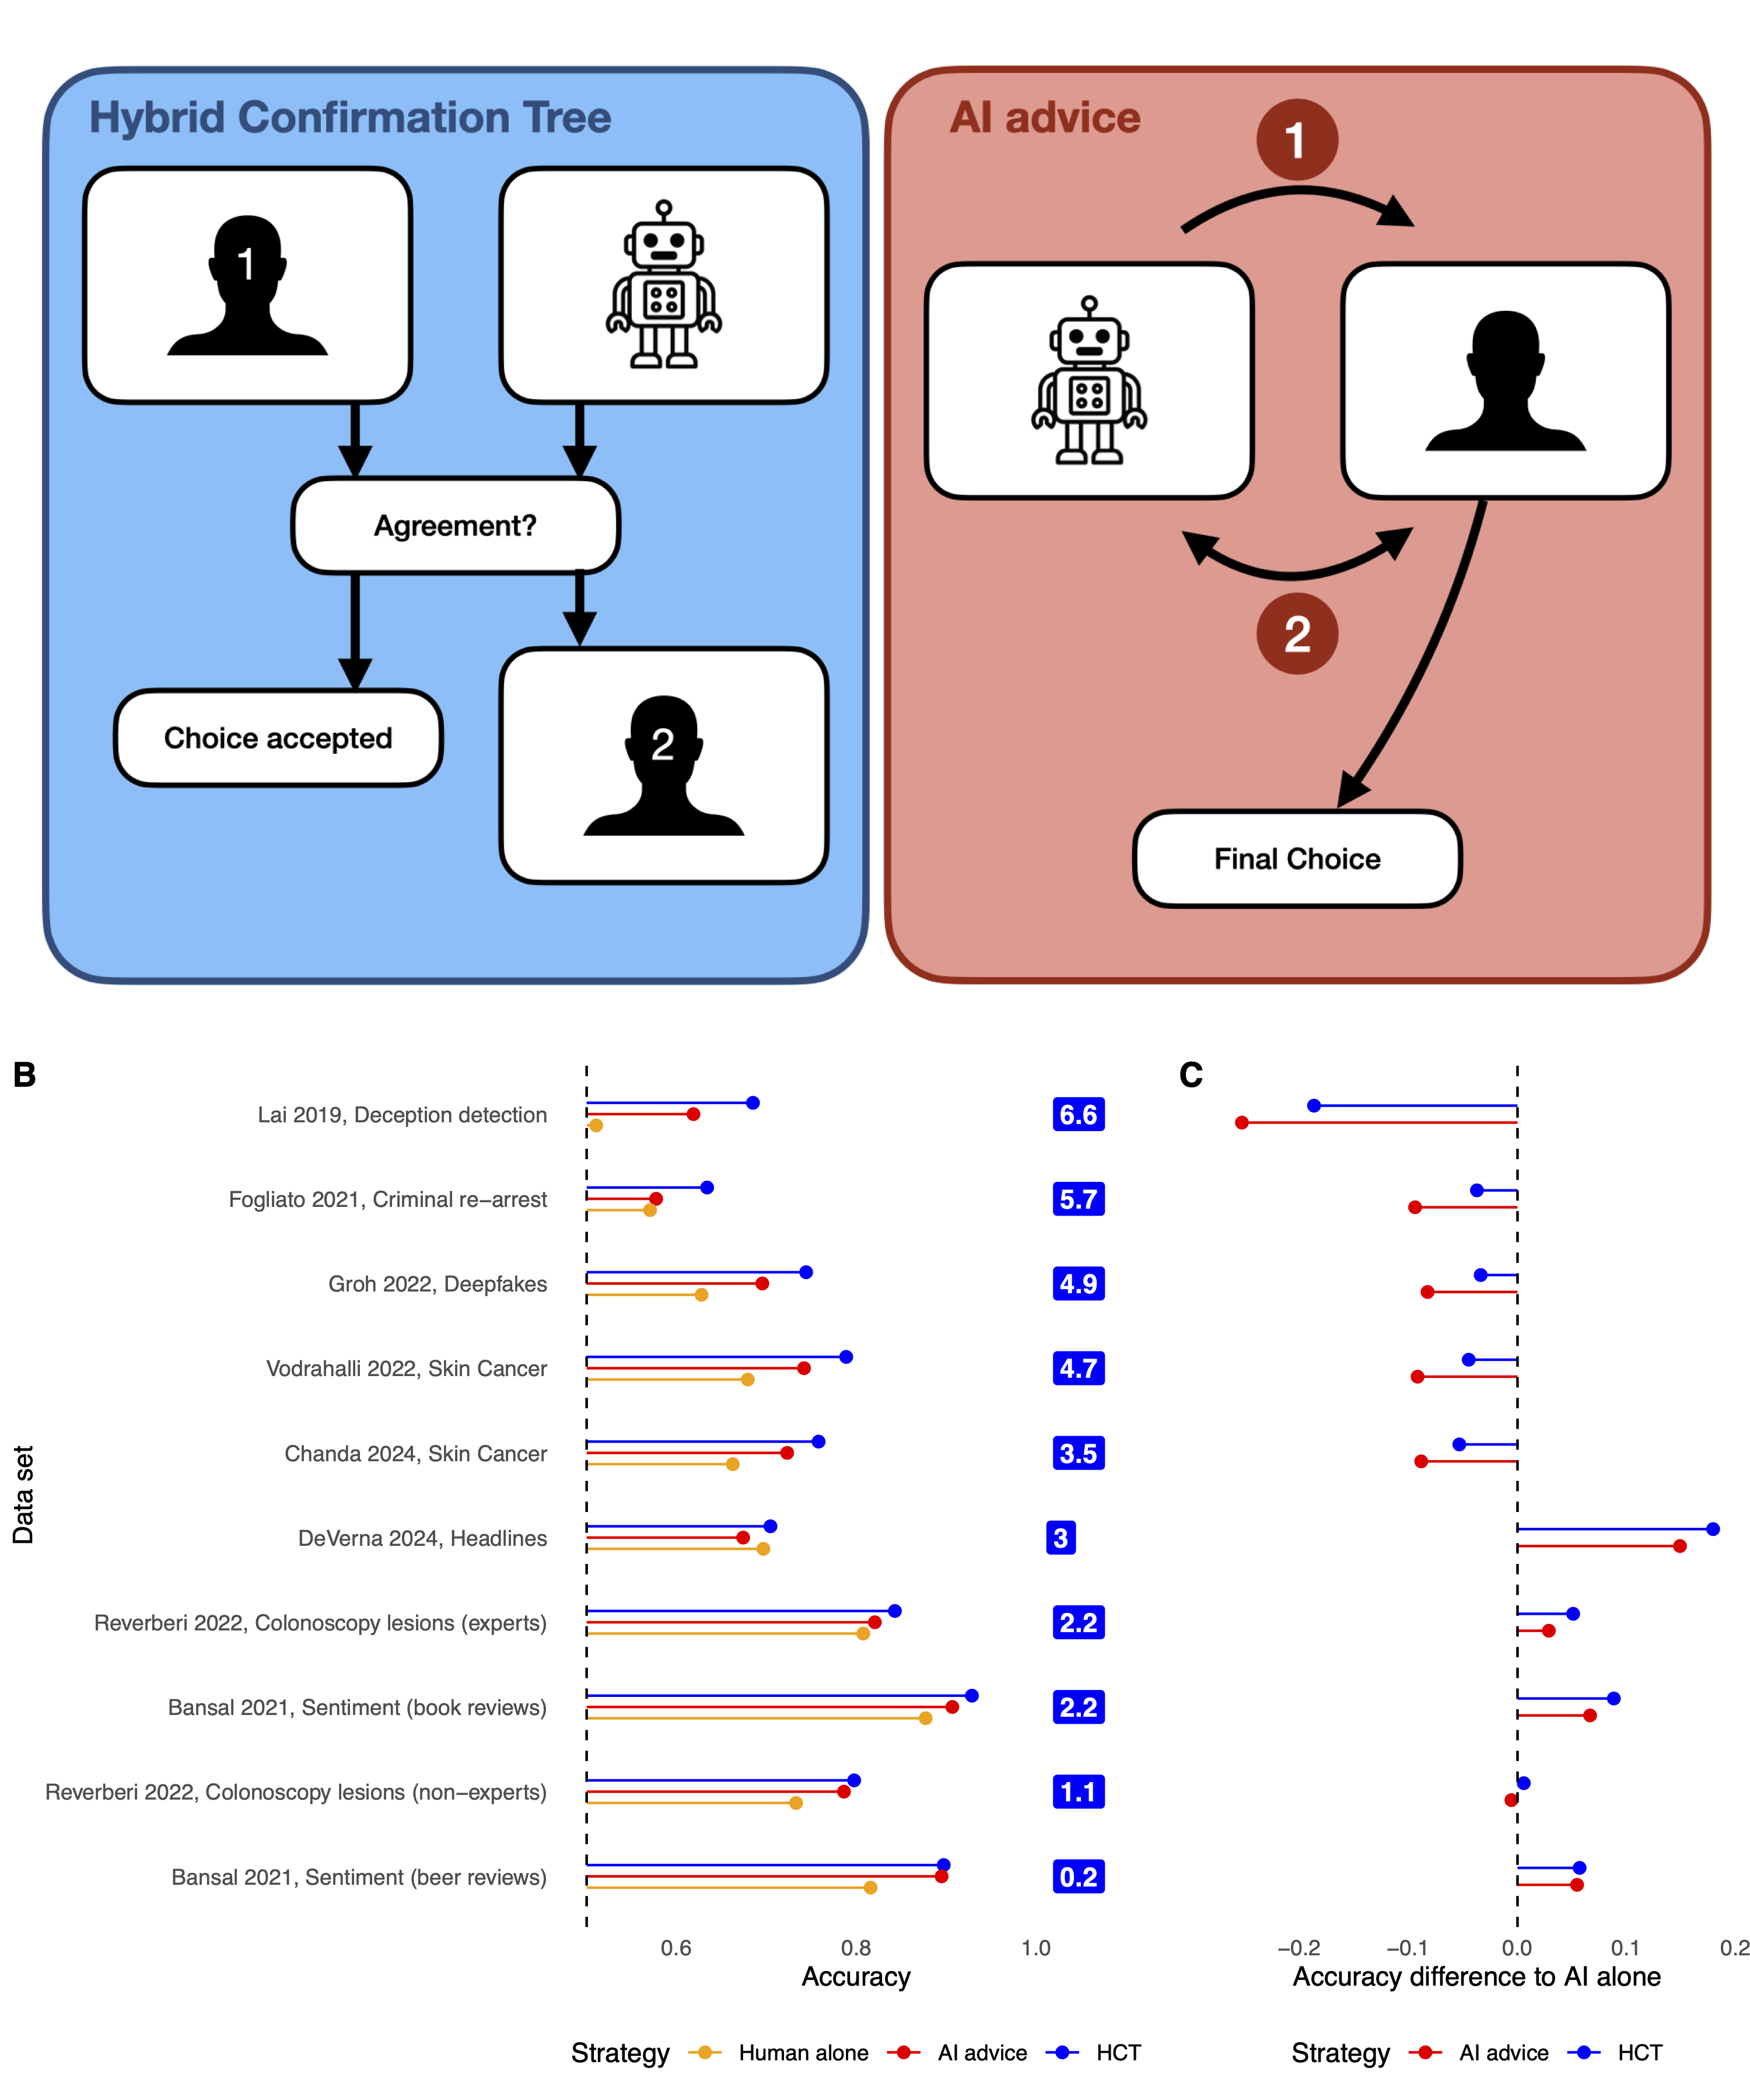 Hybrid Confirmation Tree
1
Agreement?
Choice accepted
2
AI advice
1
2
Final Choice
B
Data set
Lai 2019, Deception detection
6.6
Fogliato 2021, Criminal re−arrest
5.7
Groh 2022, Deepfakes
4.9
Vodrahalli 2022, Skin Cancer
4.7
Chanda 2024, Skin Cancer
3.5
DeVerna 2024, Headlines
3
Reverberi 2022, Colonoscopy lesions (experts)
2.2
Bansal 2021, Sentiment (book reviews)
2.2
Reverberi 2022, Colonoscopy lesions (non−experts)
1.1
Bansal 2021, Sentiment (beer reviews)
0.2
0.6 0.8 1.0
Accuracy
Strategy Human alone AI advice HCT
C
−0.2 −0.1 0.0 0.1 0.2
Accuracy difference to AI alone
Strategy AI advice HCT